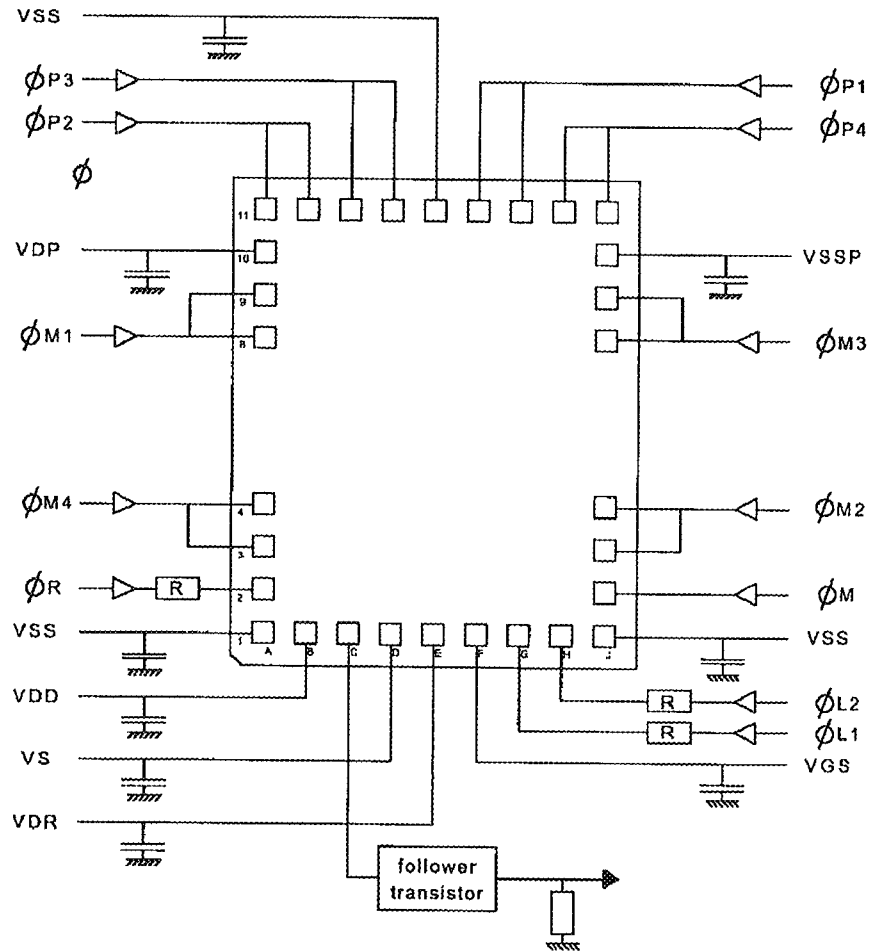 VSS
ϕP3
ϕP1
ϕP2
ϕP4
ϕ
11
VDP
10
VSSP
9
ϕM1
8
ϕM3
ϕM4
4
ϕM2
3
ϕR
R
2
ϕM
VSS
1
A
B
C
D
E
F
G
H
J
VSS
VDD
R
ϕL2
R
ϕL1
VS
VGS
VDR
follower
transistor